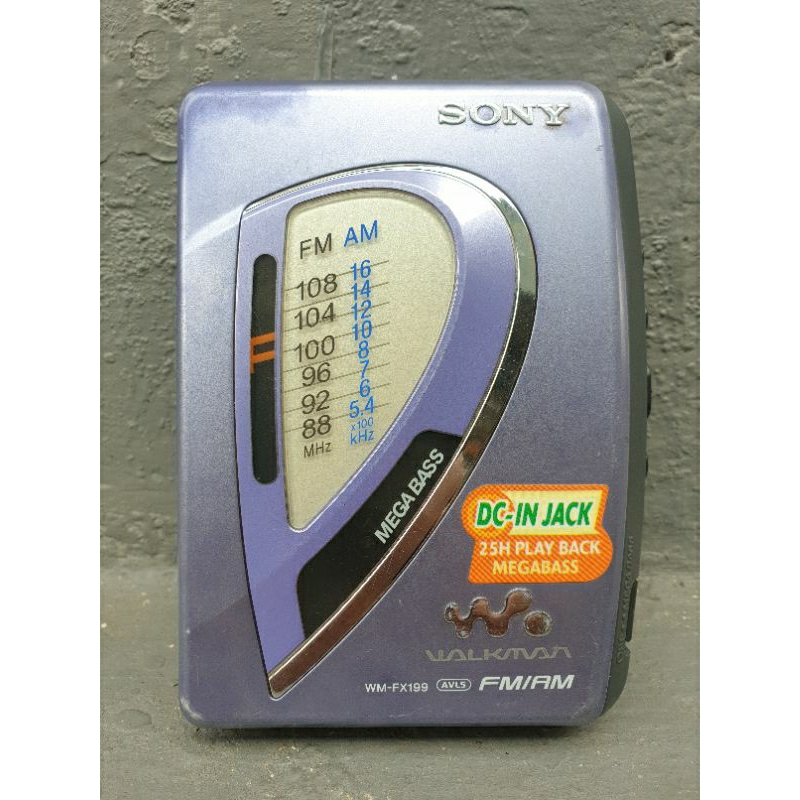 SONY
FM AM
108 16
104 14
12
100 10
96 8
7
92 6
88 5.4
MHz x100 kHz
MEGA BASS
DC-IN JACK
25H PLAY BACK
MEGABASS
WALKMAN
WM-FX199 AVLS FM/AM